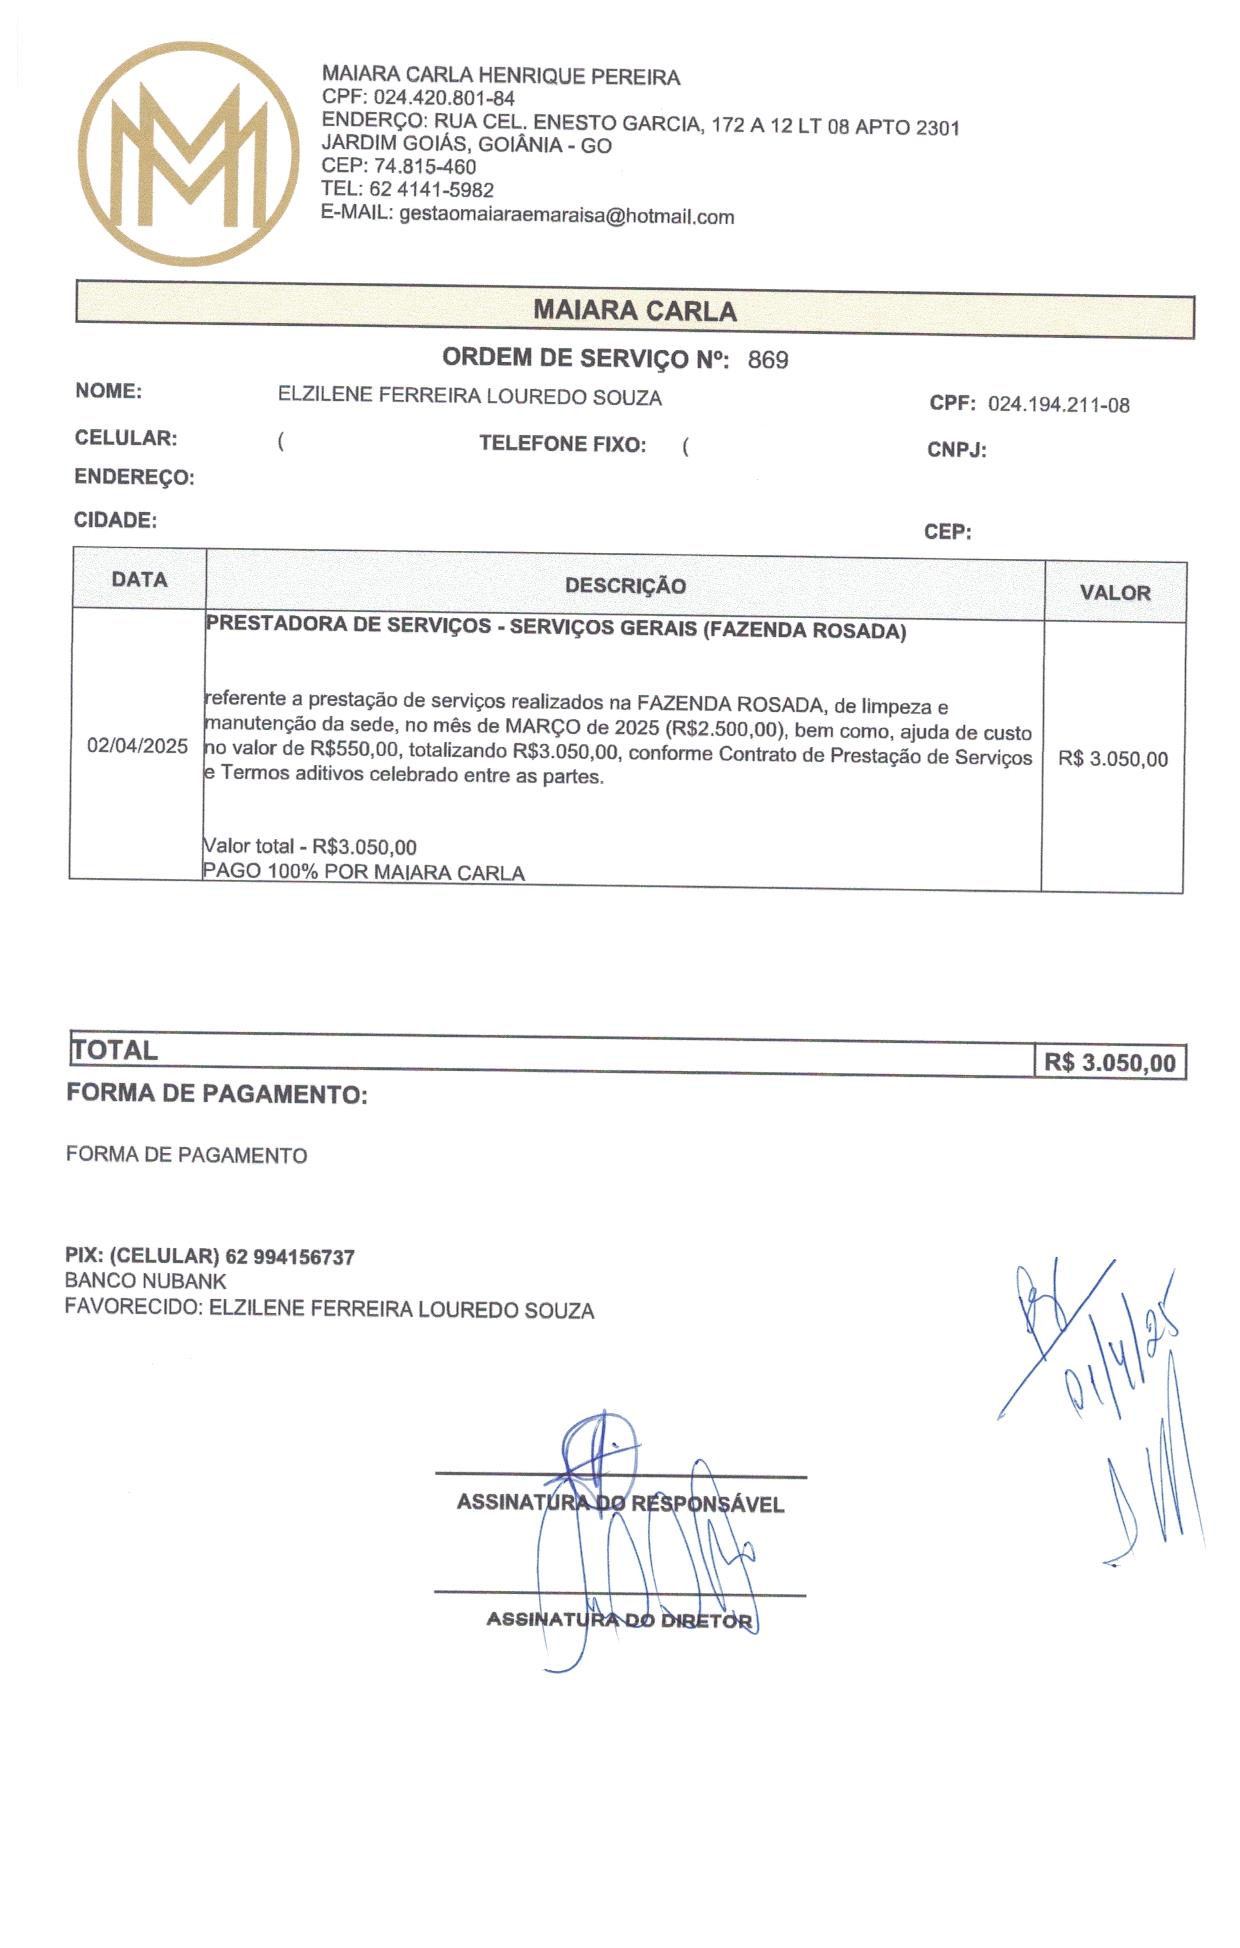 MAIARA CARLA HENRIQUE PEREIRA
CPF: 024.420.801-84
ENDERÇO: RUA CEL. ENESTO GARCIA, 172 A 12 LT 08 APTO 2301
JARDIM GOIÁS, GOIÂNIA - GO
CEP: 74.815-460
TEL: 62 4141-5982
E-MAIL: gestaomaiaraemaraisa@hotmail.com
MAIARA CARLA
ORDEM DE SERVIÇO Nº: 869
NOME: ELZILENE FERREIRA LOUREDO SOUZA CPF: 024.194.211-08
CELULAR: ( TELEFONE FIXO: ( CNPJ:
ENDEREÇO:
CIDADE: CEP:
DATA DESCRIÇÃO VALOR
PRESTADORA DE SERVIÇOS - SERVIÇOS GERAIS (FAZENDA ROSADA)
referente a prestação de serviços realizados na FAZENDA ROSADA, de limpeza e
manutenção da sede, no mês de MARÇO de 2025 (R$2.500,00), bem como, ajuda de custo
02/04/2025 no valor de R$550,00, totalizando R$3.050,00, conforme Contrato de Prestação de Serviços R$ 3.050,00
e Termos aditivos celebrado entre as partes.
Valor total - R$3.050,00
PAGO 100% POR MAIARA CARLA
TOTAL R$ 3.050,00
FORMA DE PAGAMENTO:
FORMA DE PAGAMENTO
PIX: (CELULAR) 62 994156737
BANCO NUBANK
FAVORECIDO: ELZILENE FERREIRA LOUREDO SOUZA
01/4/25
ASSINATURA DO RESPONSÁVEL
ASSINATURA DO DIRETOR